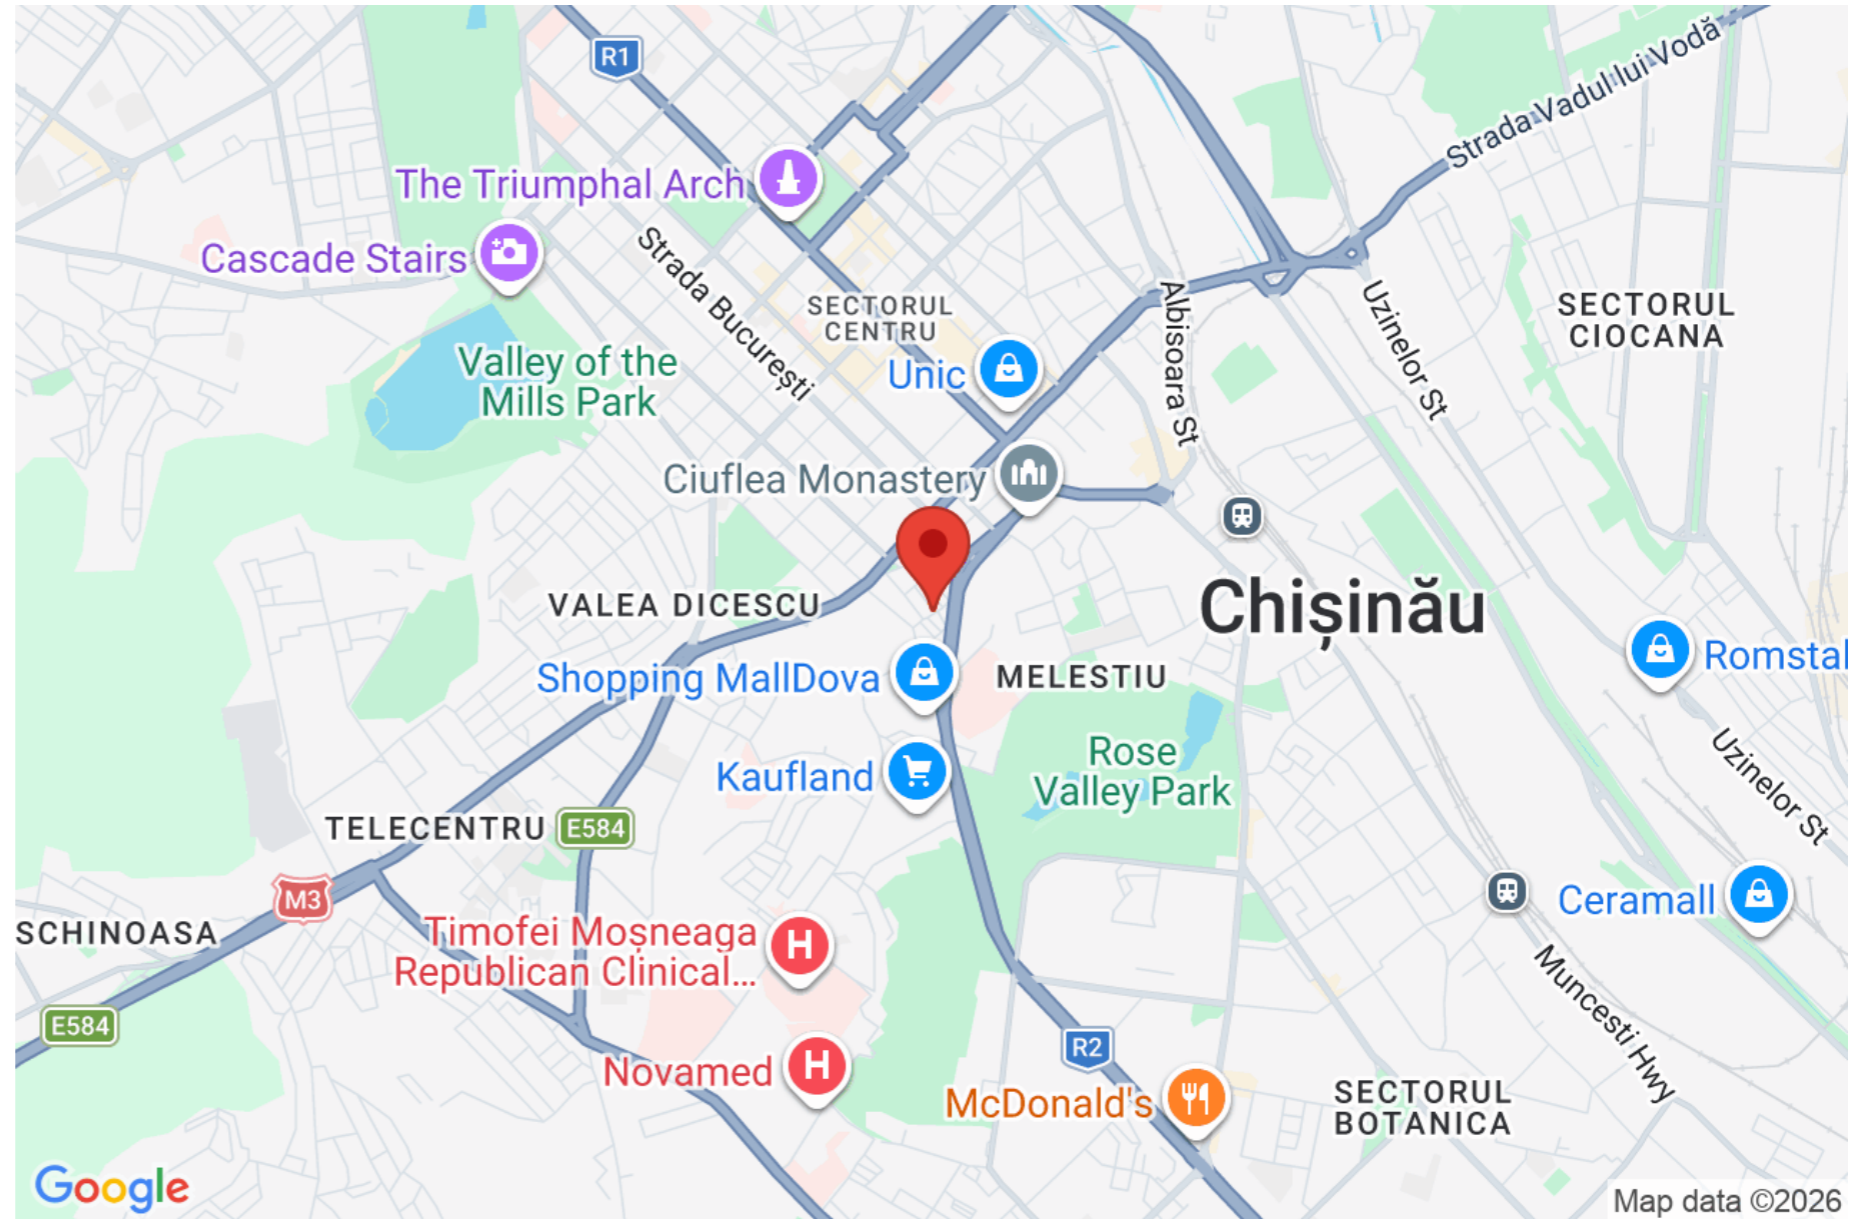 R1
Strada Vadul lui Vodă
The Triumphal Arch
Cascade Stairs
Strada București
SECTORUL
CENTRU
Albisoara St
Uzinelor St
SECTORUL
CIOCANA
Valley of the
Mills Park
Unic
Ciuflea Monastery
Chișinău
VALEA DICESCU
Shopping MallDova
MELESTIU
Romstal
Kaufland
Rose
Valley Park
Uzinelor St
TELECENTRU
E584
M3
SCHINOASA
Timofei Moșneaga
Republican Clinical...
H
Ceramall
Muncesti Hwy
E584
R2
Novamed
H
McDonald's
SECTORUL
BOTANICA
Google
Map data ©2026